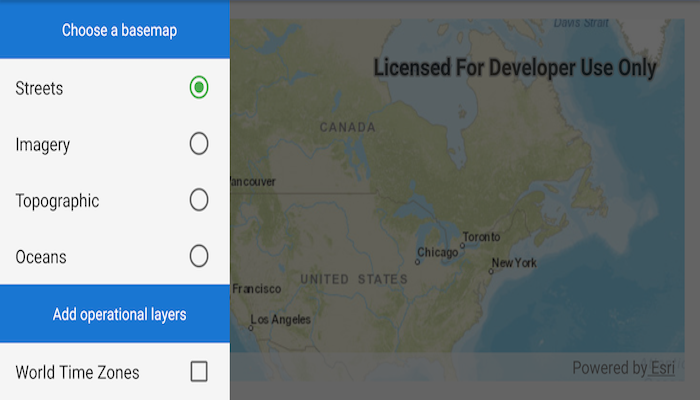 Choose a basemap
Streets
Imagery
Topographic
Oceans
Add operational layers
World Time Zones
Davis Strait
Licensed For Developer Use Only
CANADA
Vancouver
Toronto
Chicago
New York
UNITED STATES
Francisco
Los Angeles
Powered by Esri